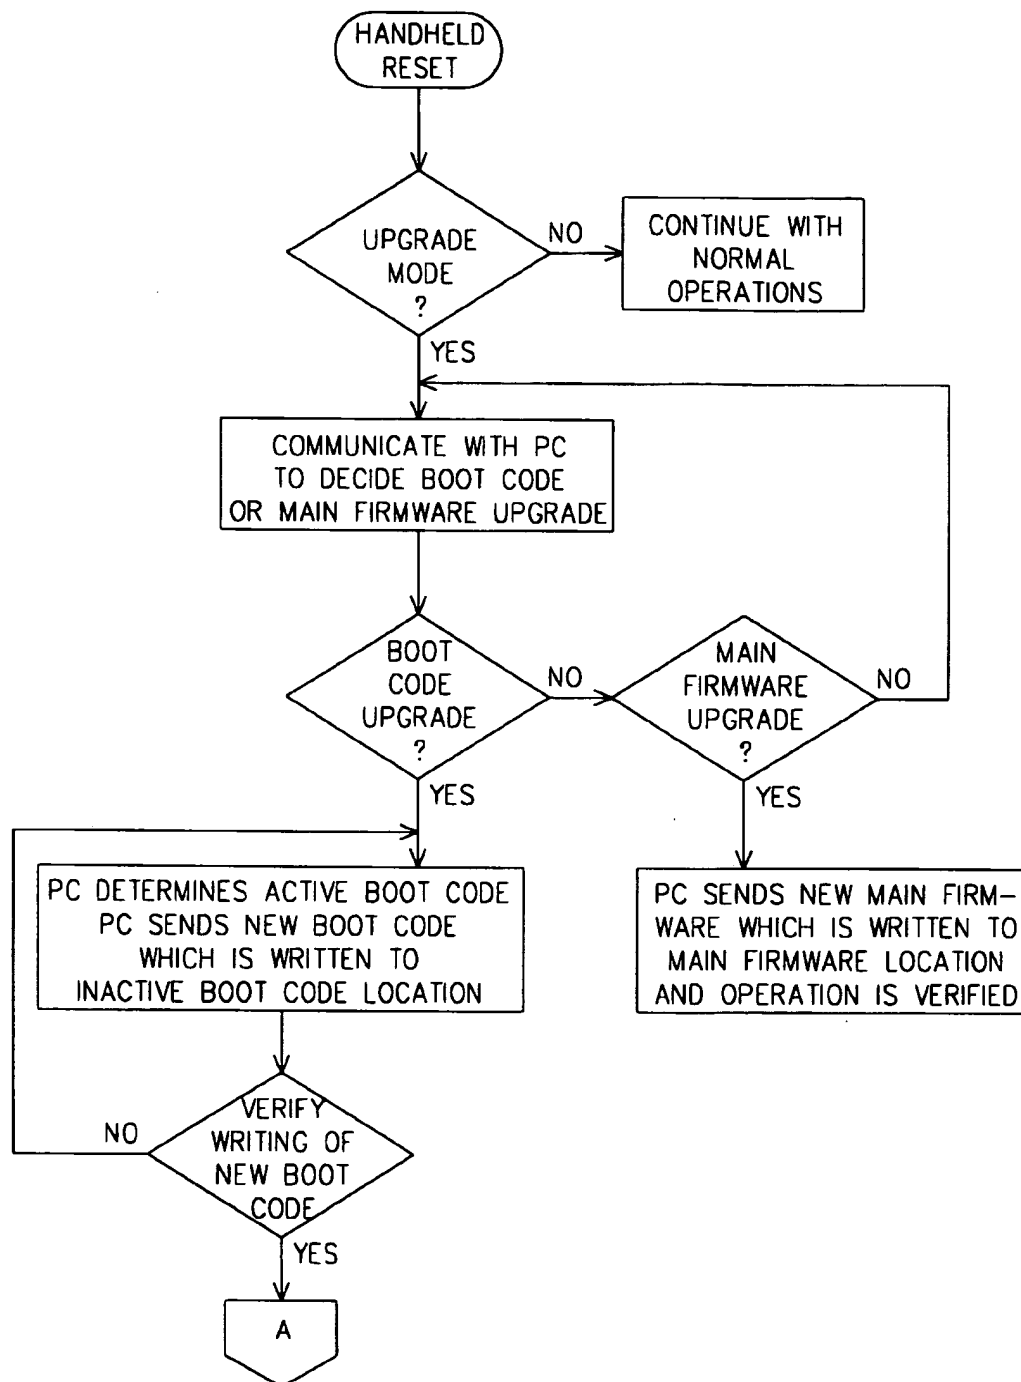 HANDHELD
RESET
UPGRADE
MODE
?
NO
CONTINUE WITH
NORMAL
OPERATIONS
YES
COMMUNICATE WITH PC
TO DECIDE BOOT CODE
OR MAIN FIRMWARE UPGRADE
BOOT
CODE
UPGRADE
?
NO
MAIN
FIRMWARE
UPGRADE
?
NO
YES
YES
PC DETERMINES ACTIVE BOOT CODE
PC SENDS NEW BOOT CODE
WHICH IS WRITTEN TO
INACTIVE BOOT CODE LOCATION
PC SENDS NEW MAIN FIRM-
WARE WHICH IS WRITTEN TO
MAIN FIRMWARE LOCATION
AND OPERATION IS VERIFIED
VERIFY
WRITING OF
NEW BOOT
CODE
NO
YES
A